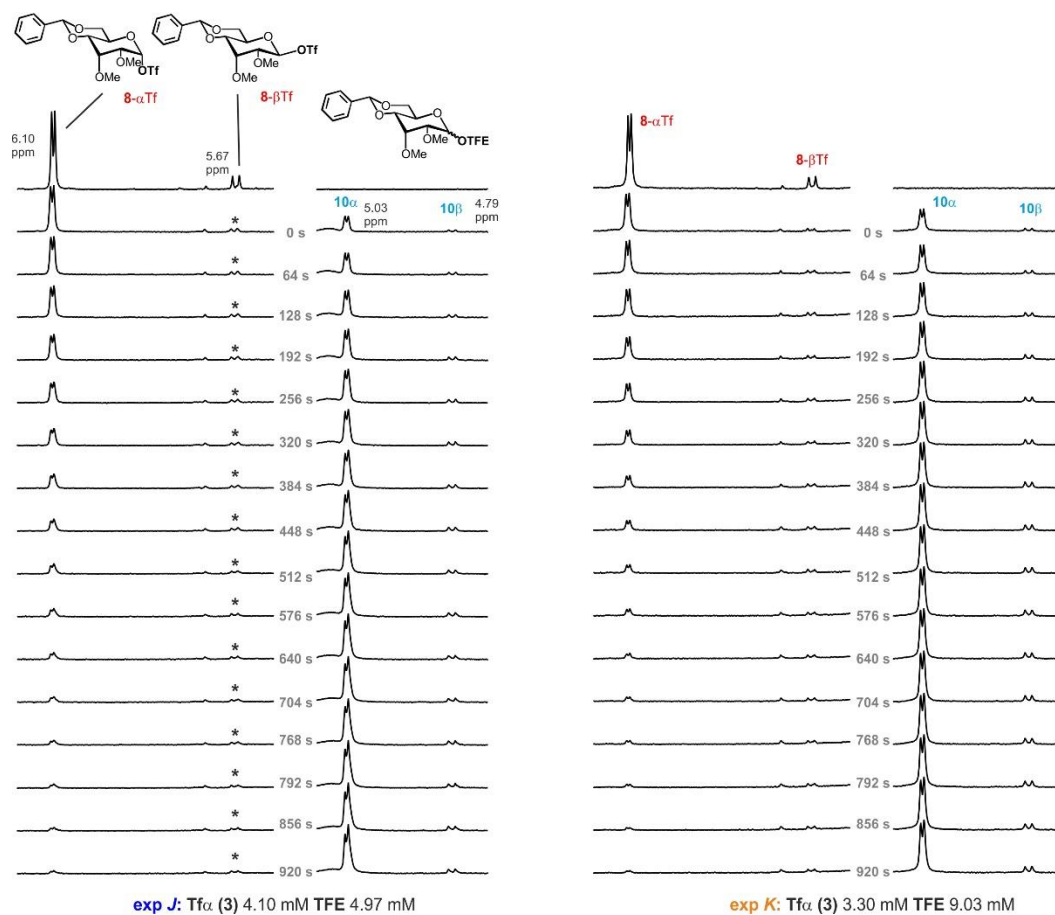 O
O
O
O
OMe
OMe
OTf
8-αTf
O
O
O
O
OMe
OMe
OTf
8-βTf
O
O
O
O
OMe
OMe
OTFE
6.10
ppm
5.67
ppm
10α
5.03
ppm
10β
4.79
ppm
*
0 s
*
64 s
*
128 s
*
192 s
*
256 s
*
320 s
*
384 s
*
448 s
*
512 s
*
576 s
*
640 s
*
704 s
*
768 s
*
792 s
*
856 s
*
920 s
exp J: Tfα (3) 4.10 mM TFE 4.97 mM
8-αTf
8-βTf
10α
10β
0 s
64 s
128 s
192 s
256 s
320 s
384 s
448 s
512 s
576 s
640 s
704 s
768 s
792 s
856 s
920 s
exp K: Tfα (3) 3.30 mM TFE 9.03 mM